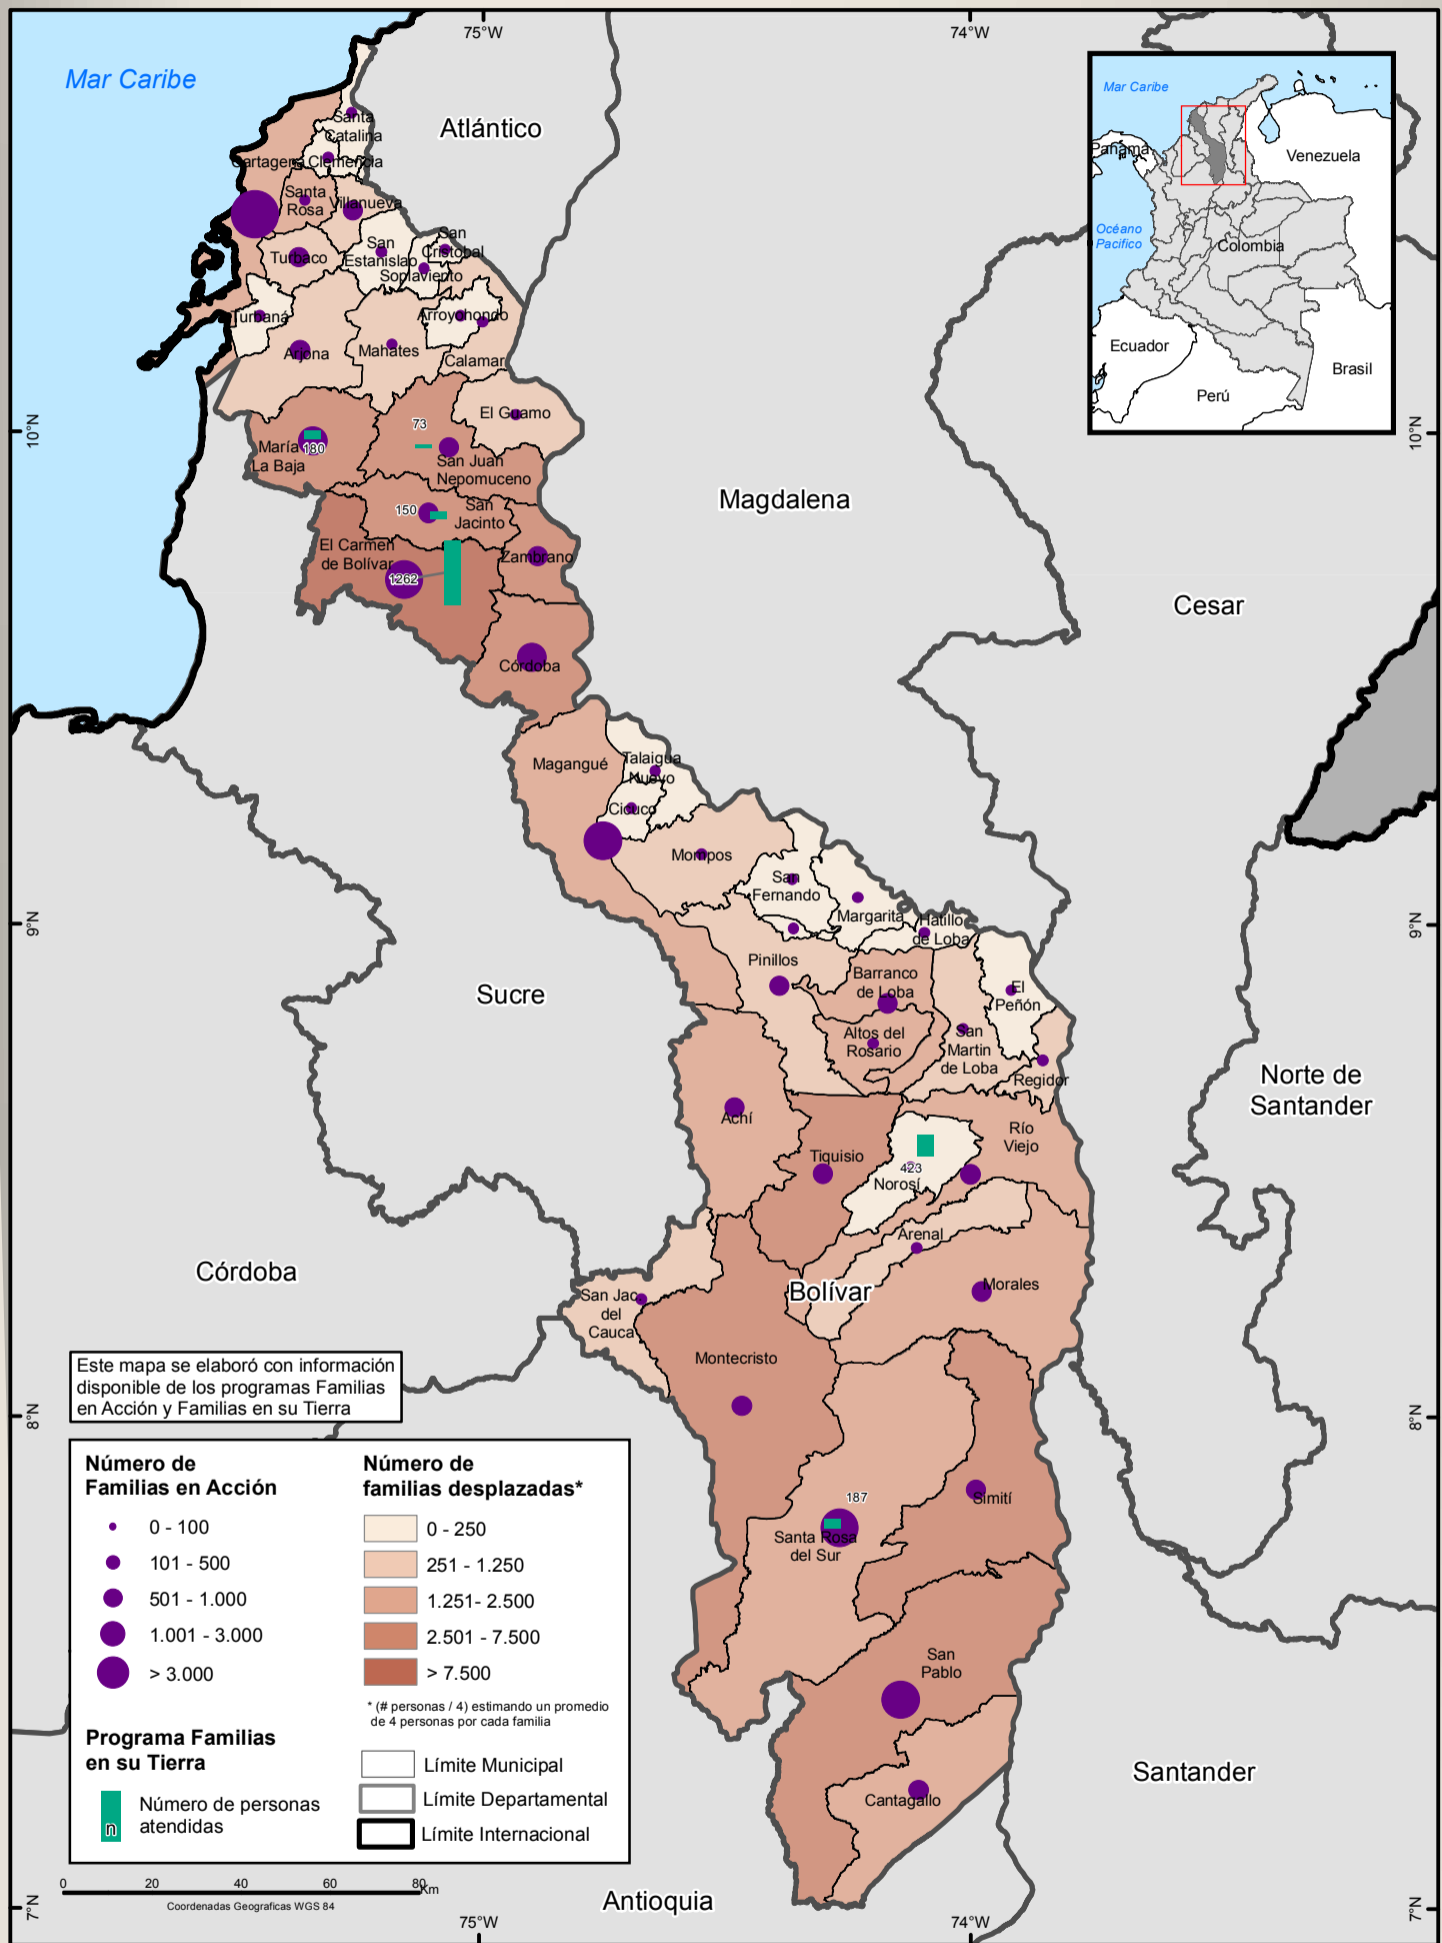 75°W
74°W
Mar Caribe
Atlántico
Santa
Catalina
Cartagena
Clemencia
Santa
Rosa
Villanueva
Turbaco
San
Estanislao
San
Cristobal
Soplaviento
Turbaná
Arjona
Mahates
Arroyohondo
Calamar
El Guamo
10°N
10°N
María
La Baja
180
73
San Juan
Nepomuceno
150
San
Jacinto
El Carmen
de Bolívar
1262
Zambrano
Córdoba
Magdalena
Cesar
Magangué
Talaigua
Nuevo
Cicuco
Mompos
San
Fernando
Margarita
Hatillo
de Loba
9°N
9°N
Pinillos
Barranco
de Loba
El
Peñón
Sucre
Altos del
Rosario
San
Martin
de Loba
Regidor
Norte de
Santander
Achí
Río
Viejo
Tiquisio
423
Norosí
Arenal
Córdoba
Bolívar
Morales
San Jac.
del
Cauca
Montecristo
8°N
8°N
187
Simití
Santa Rosa
del Sur
San
Pablo
Santander
Cantagallo
Antioquia
7°N
7°N
75°W
74°W
Mar Caribe
Panamá
Venezuela
Océano
Pacifico
Colombia
Ecuador
Perú
Brasil
Este mapa se elaboró con información
disponible de los programas Familias
en Acción y Familias en su Tierra
Número de
Familias en Acción
0 - 100
101 - 500
501 - 1.000
1.001 - 3.000
> 3.000
Programa Familias
en su Tierra
n
Número de personas
atendidas
Número de
familias desplazadas*
0 - 250
251 - 1.250
1.251- 2.500
2.501 - 7.500
> 7.500
* (# personas / 4) estimando un promedio
de 4 personas por cada familia
Límite Municipal
Límite Departamental
Límite Internacional
0 20 40 60 80 Km
Coordenadas Geograficas WGS 84